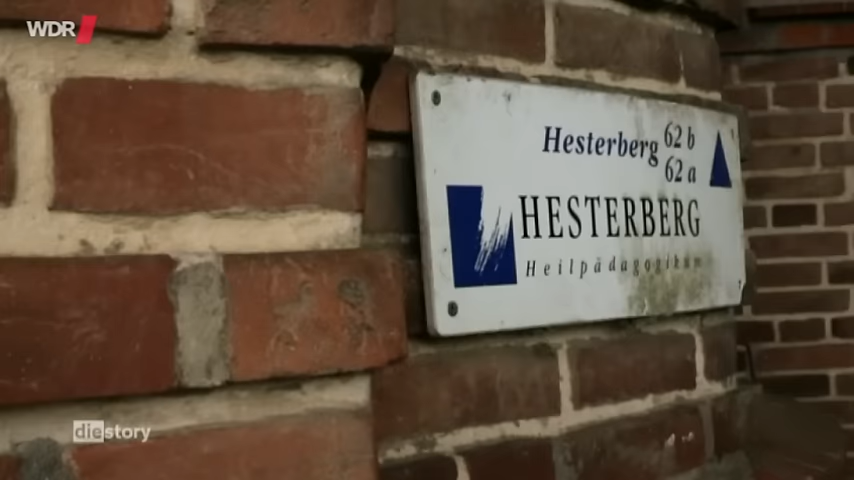 WDR
Hesterberg 62 b
62 a
HESTERBERG
Heilpädagogikum
diestory